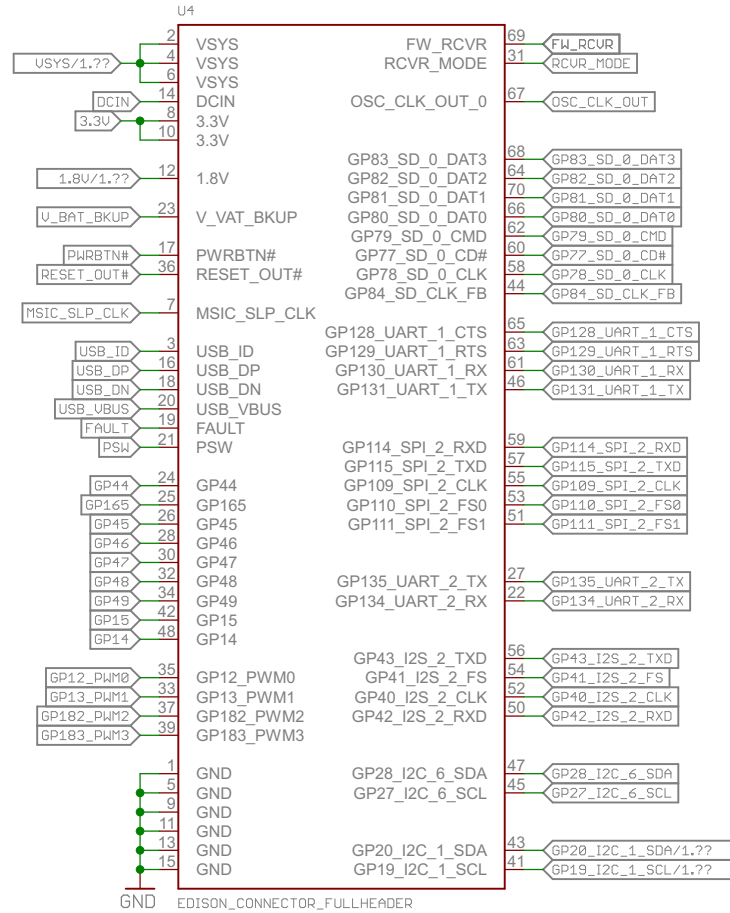 U4
VSYS/1.?? 2 VSYS FW_RCVR 69 FW_RCVR
4 VSYS RCVR_MODE 31 RCVR_MODE
6 VSYS
DCIN 14 DCIN OSC_CLK_OUT_0 67 OSC_CLK_OUT
3.3V 8 3.3V
10 3.3V
GP83_SD_0_DAT3 68 GP83_SD_0_DAT3
1.8V/1.?? 12 1.8V GP82_SD_0_DAT2 64 GP82_SD_0_DAT2
GP81_SD_0_DAT1 70 GP81_SD_0_DAT1
V_BAT_BKUP 23 V_VAT_BKUP GP80_SD_0_DAT0 66 GP80_SD_0_DAT0
GP79_SD_0_CMD 62 GP79_SD_0_CMD
PWRBTN# 17 PWRBTN# GP77_SD_0_CD# 60 GP77_SD_0_CD#
RESET_OUT# 36 RESET_OUT# GP78_SD_0_CLK 58 GP78_SD_0_CLK
GP84_SD_CLK_FB 44 GP84_SD_CLK_FB
MSIC_SLP_CLK 7 MSIC_SLP_CLK
GP128_UART_1_CTS 65 GP128_UART_1_CTS
USB_ID 3 USB_ID GP129_UART_1_RTS 63 GP129_UART_1_RTS
USB_DP 16 USB_DP GP130_UART_1_RX 61 GP130_UART_1_RX
USB_DN 18 USB_DN GP131_UART_1_TX 46 GP131_UART_1_TX
USB_VBUS 20 USB_VBUS
FAULT 19 FAULT
PSW 21 PSW GP114_SPI_2_RXD 59 GP114_SPI_2_RXD
GP115_SPI_2_TXD 57 GP115_SPI_2_TXD
GP44 24 GP44 GP109_SPI_2_CLK 55 GP109_SPI_2_CLK
GP165 25 GP165 GP110_SPI_2_FS0 53 GP110_SPI_2_FS0
GP45 26 GP45 GP111_SPI_2_FS1 51 GP111_SPI_2_FS1
GP46 28 GP46
GP47 30 GP47
GP48 32 GP48 GP135_UART_2_TX 27 GP135_UART_2_TX
GP49 34 GP49 GP134_UART_2_RX 22 GP134_UART_2_RX
GP15 42 GP15
GP14 48 GP14
GP43_I2S_2_TXD 56 GP43_I2S_2_TXD
GP12_PWM0 35 GP12_PWM0 GP41_I2S_2_FS 54 GP41_I2S_2_FS
GP13_PWM1 33 GP13_PWM1 GP40_I2S_2_CLK 52 GP40_I2S_2_CLK
GP182_PWM2 37 GP182_PWM2 GP42_I2S_2_RXD 50 GP42_I2S_2_RXD
GP183_PWM3 39 GP183_PWM3
1 GND GP28_I2C_6_SDA 47 GP28_I2C_6_SDA
5 GND GP27_I2C_6_SCL 45 GP27_I2C_6_SCL
9 GND
11 GND
13 GND GP20_I2C_1_SDA 43 GP20_I2C_1_SDA/1.??
15 GND GP19_I2C_1_SCL 41 GP19_I2C_1_SCL/1.??
GND EDISON_CONNECTOR_FULLHEADER